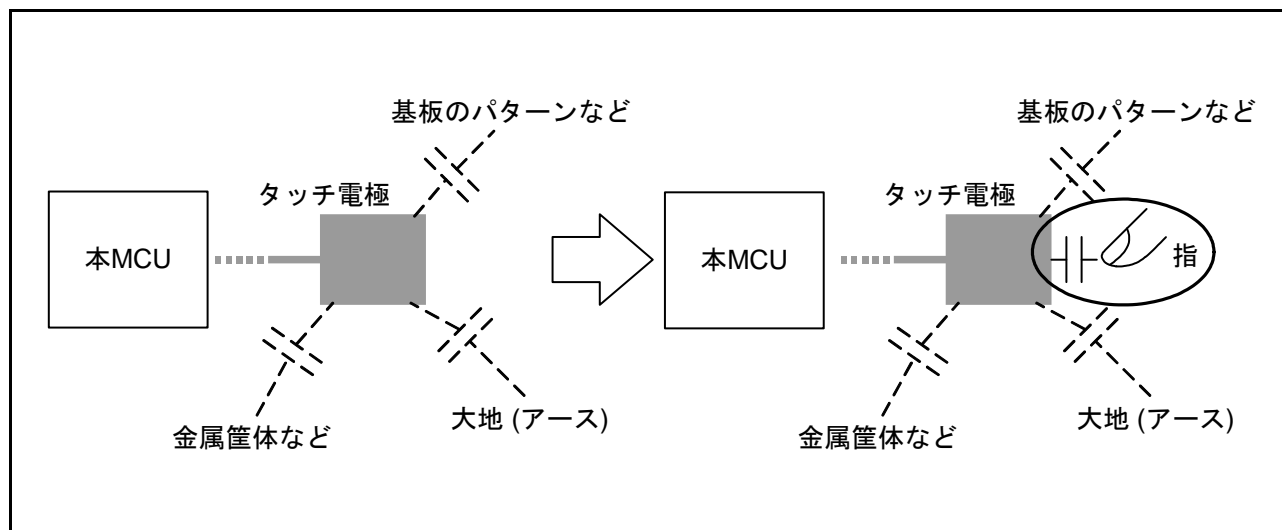 基板のパターンなど
タッチ電極
本MCU
金属筐体など
大地 (アース)
基板のパターンなど
タッチ電極
本MCU
指
金属筐体など
大地 (アース)